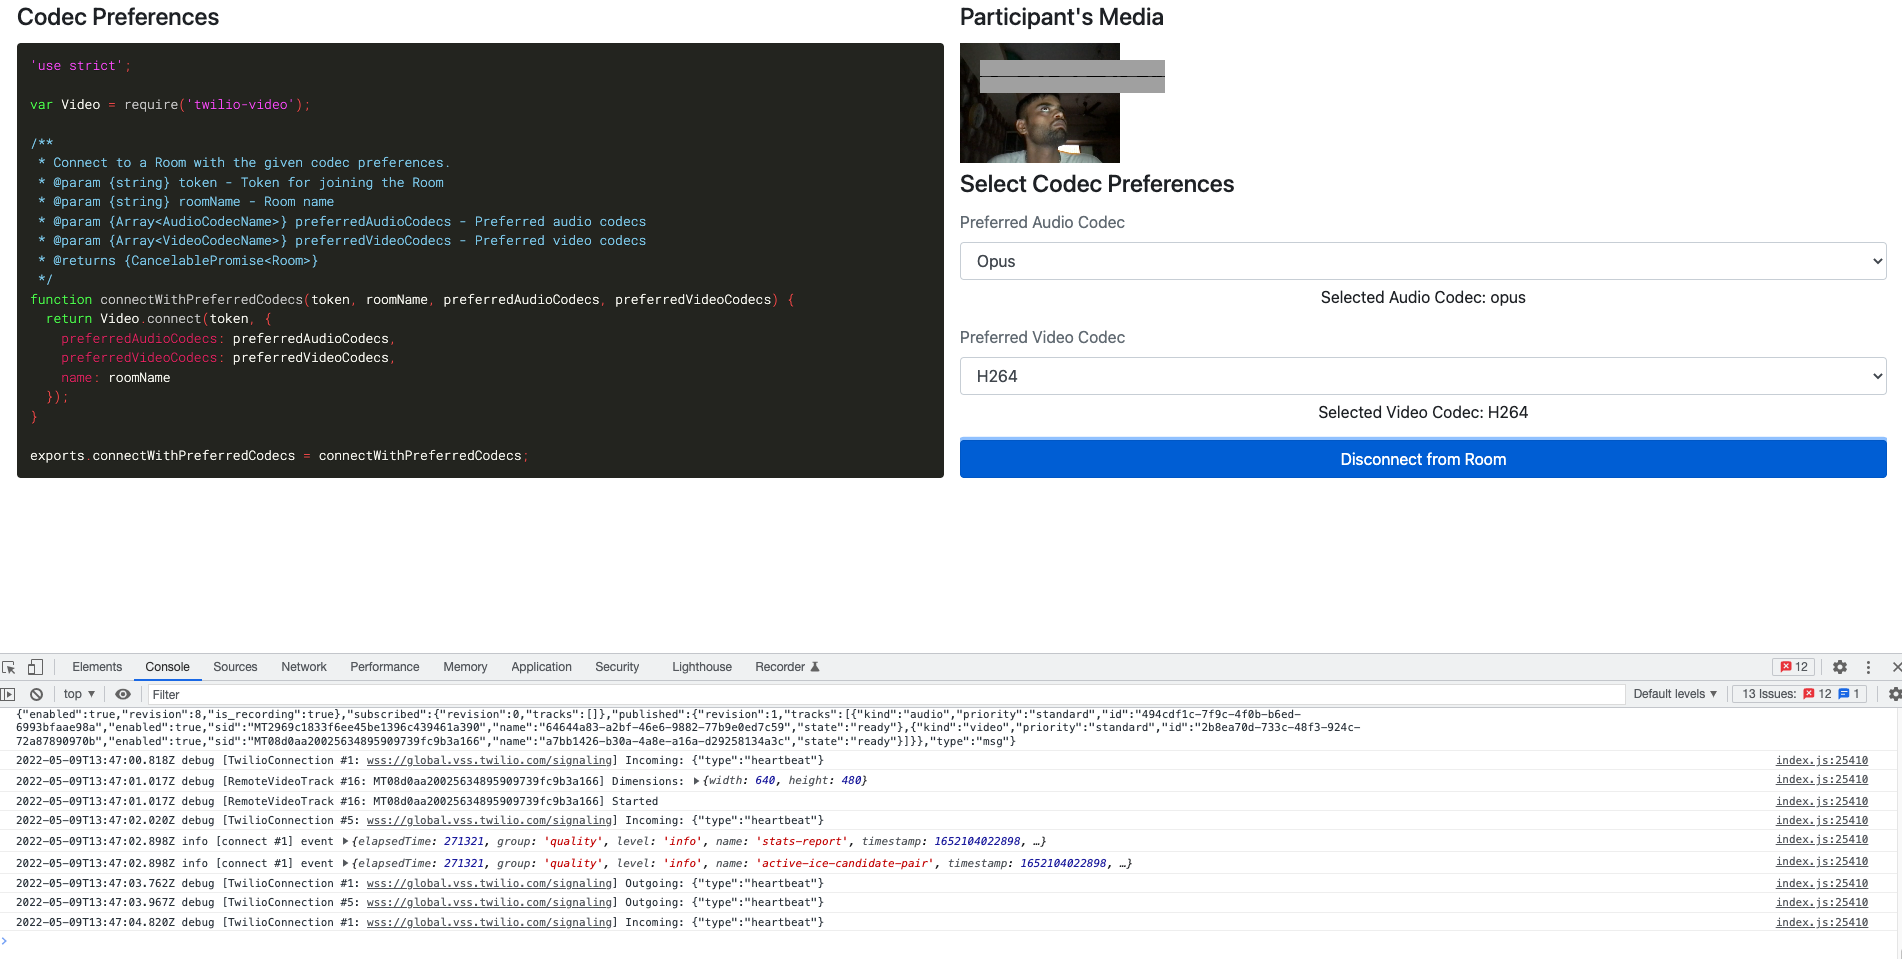 Codec Preferences
'use strict';
var Video = require('twilio-video');
/**
* Connect to a Room with the given codec preferences.
* @param {string} token - Token for joining the Room
* @param {string} roomName - Room name
* @param {Array<AudioCodecName>} preferredAudioCodecs - Preferred audio codecs
* @param {Array<VideoCodecName>} preferredVideoCodecs - Preferred video codecs
* @returns {CancelablePromise<Room>}
*/
function connectWithPreferredCodecs(token, roomName, preferredAudioCodecs, preferredVideoCodecs) {
return Video.connect(token, {
preferredAudioCodecs: preferredAudioCodecs,
preferredVideoCodecs: preferredVideoCodecs,
name: roomName
});
}
exports.connectWithPreferredCodecs = connectWithPreferredCodecs;
Participant's Media
Select Codec Preferences
Preferred Audio Codec
Opus
Selected Audio Codec: opus
Preferred Video Codec
H264
Selected Video Codec: H264
Disconnect from Room
Elements Console Sources Network Performance Memory Application Security Lighthouse Recorder 12
top Filter Default levels 13 Issues: 12 1
{"enabled":true,"revision":8,"is_recording":true},"subscribed":{"revision":0,"tracks":[]},"published":{"revision":1,"tracks":[{"kind":"audio","priority":"standard","id":"494cdf1c-7f9c-4f0b-b6ed-
6993bfaae98a","enabled":true,"sid":"MT2969c1833f6ee45be1396c439461a390","name":"64644a83-a2bf-46e6-9882-77b9e0ed7c59","state":"ready"},{"kind":"video","priority":"standard","id":"2b8ea70d-733c-48f3-924c-
72a87890970b","enabled":true,"sid":"MT08d0aa20025634895909739fc9b3a166","name":"a7bb1426-b30a-4a8e-a16a-d29258134a3c","state":"ready"}]}},"type":"msg"}
2022-05-09T13:47:00.818Z debug [TwilioConnection #1: wss://global.vss.twilio.com/signaling] Incoming: {"type":"heartbeat"} index.js:25410
2022-05-09T13:47:01.017Z debug [RemoteVideoTrack #16: MT08d0aa20025634895909739fc9b3a166] Dimensions: {width: 640, height: 480} index.js:25410
2022-05-09T13:47:01.017Z debug [RemoteVideoTrack #16: MT08d0aa20025634895909739fc9b3a166] Started index.js:25410
2022-05-09T13:47:02.020Z debug [TwilioConnection #5: wss://global.vss.twilio.com/signaling] Incoming: {"type":"heartbeat"} index.js:25410
2022-05-09T13:47:02.898Z info [connect #1] event {elapsedTime: 271321, group: 'quality', level: 'info', name: 'stats-report', timestamp: 1652104022898, …} index.js:25410
2022-05-09T13:47:02.898Z info [connect #1] event {elapsedTime: 271321, group: 'quality', level: 'info', name: 'active-ice-candidate-pair', timestamp: 1652104022898, …} index.js:25410
2022-05-09T13:47:03.762Z debug [TwilioConnection #1: wss://global.vss.twilio.com/signaling] Outgoing: {"type":"heartbeat"} index.js:25410
2022-05-09T13:47:03.967Z debug [TwilioConnection #5: wss://global.vss.twilio.com/signaling] Outgoing: {"type":"heartbeat"} index.js:25410
2022-05-09T13:47:04.820Z debug [TwilioConnection #1: wss://global.vss.twilio.com/signaling] Incoming: {"type":"heartbeat"} index.js:25410